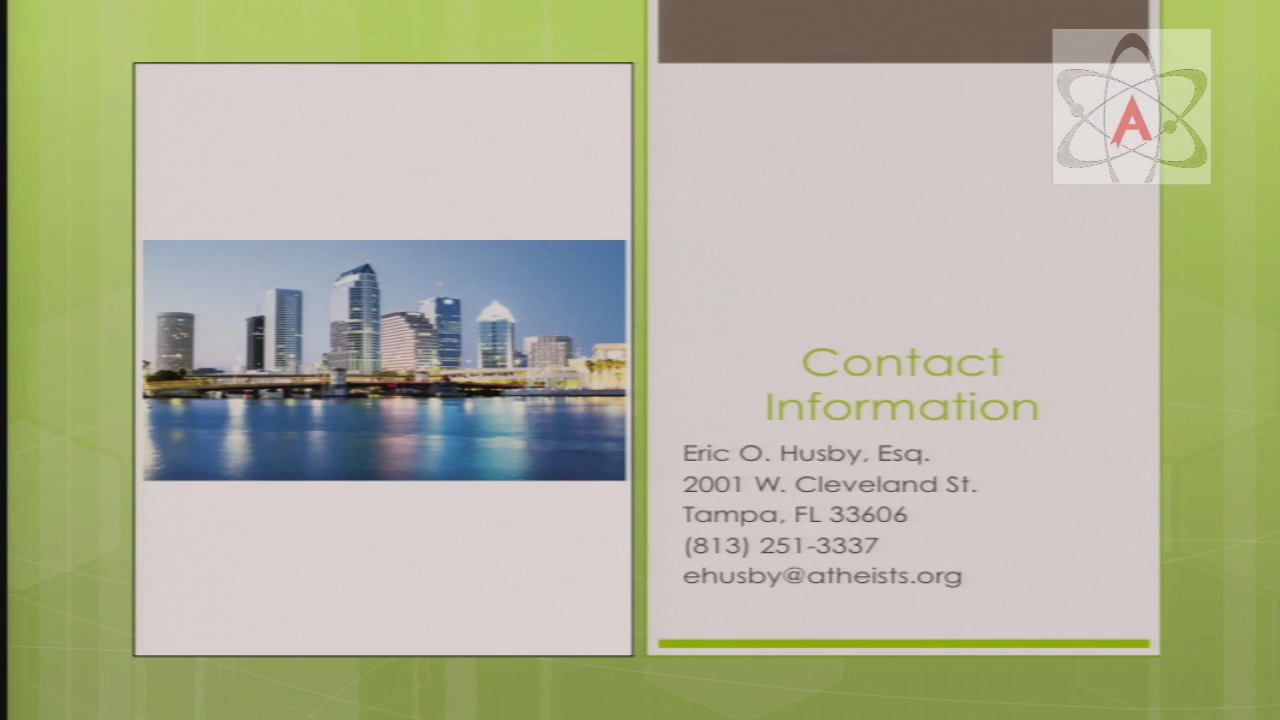 A
Contact
Information
Eric O. Husby, Esq.
2001 W. Cleveland St.
Tampa, FL 33606
(813) 251-3337
ehusby@atheists.org